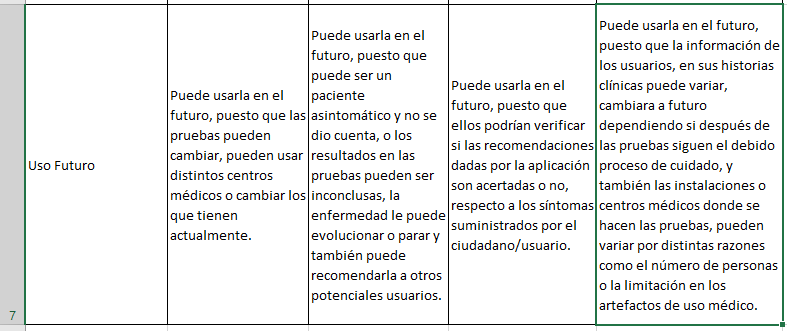 7
Uso Futuro
Puede usarla en el
futuro, puesto que las
pruebas pueden
cambiar, pueden usar
distintos centros
médicos o cambiar los
que tienen
actualmente.
Puede usarla en el
futuro, puesto que
puede ser un
paciente
asintomático y no se
dio cuenta, o los
resultados en las
pruebas pueden ser
inconclusas, la
enfermedad le puede
evolucionar o parar y
también puede
recomendarla a otros
potenciales usuarios.
Puede usarla en el
futuro, puesto que
ellos podrían verificar
si las recomendaciones
dadas por la aplicación
son acertadas o no,
respecto a los síntomas
suministrados por el
ciudadano/usuario.
Puede usarla en el futuro,
puesto que la información de
los usuarios, en sus historias
clínicas puede variar,
cambiara a futuro
dependiendo si después de
las pruebas siguen el debido
proceso de cuidado, y
también las instalaciones o
centros médicos donde se
hacen las pruebas, pueden
variar por distintas razones
como el número de personas
o la limitación en los
artefactos de uso médico.